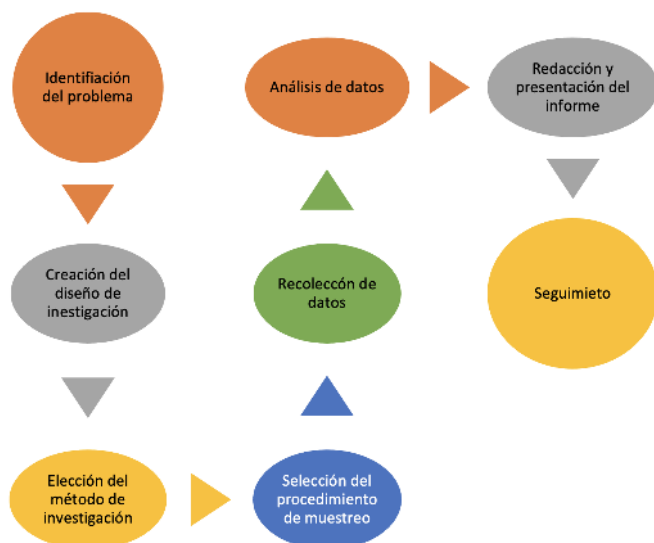 Identifiación
del problema
Creación del
diseño de
inestigación
Elección del
método de
investigación
Selección del
procedimiento
de muestreo
Recoleccón de
datos
Análisis de datos
Redacción y
presentación del
informe
Seguimieto